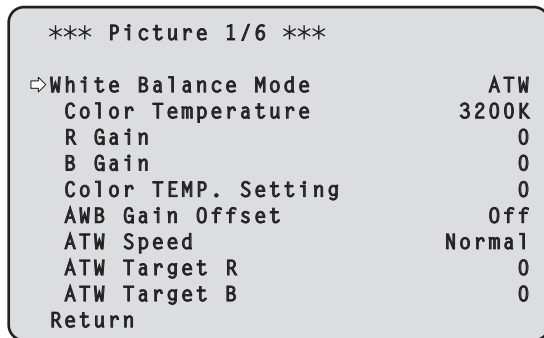 *** Picture 1/6 ***
⇨White Balance Mode ATW
Color Temperature 3200K
R Gain 0
B Gain 0
Color TEMP. Setting 0
AWB Gain Offset Off
ATW Speed Normal
ATW Target R 0
ATW Target B 0
Return